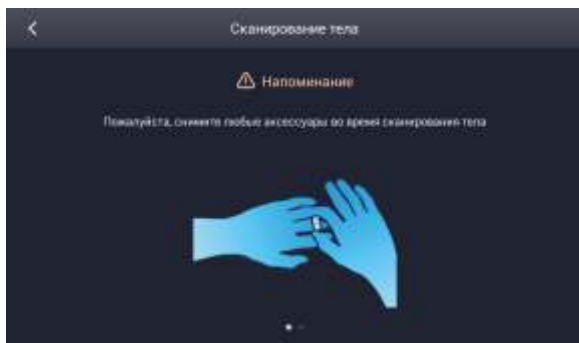 Сканирование тела
Напоминание
Пожалуйста, снимите любые аксессуары во время сканирования тела